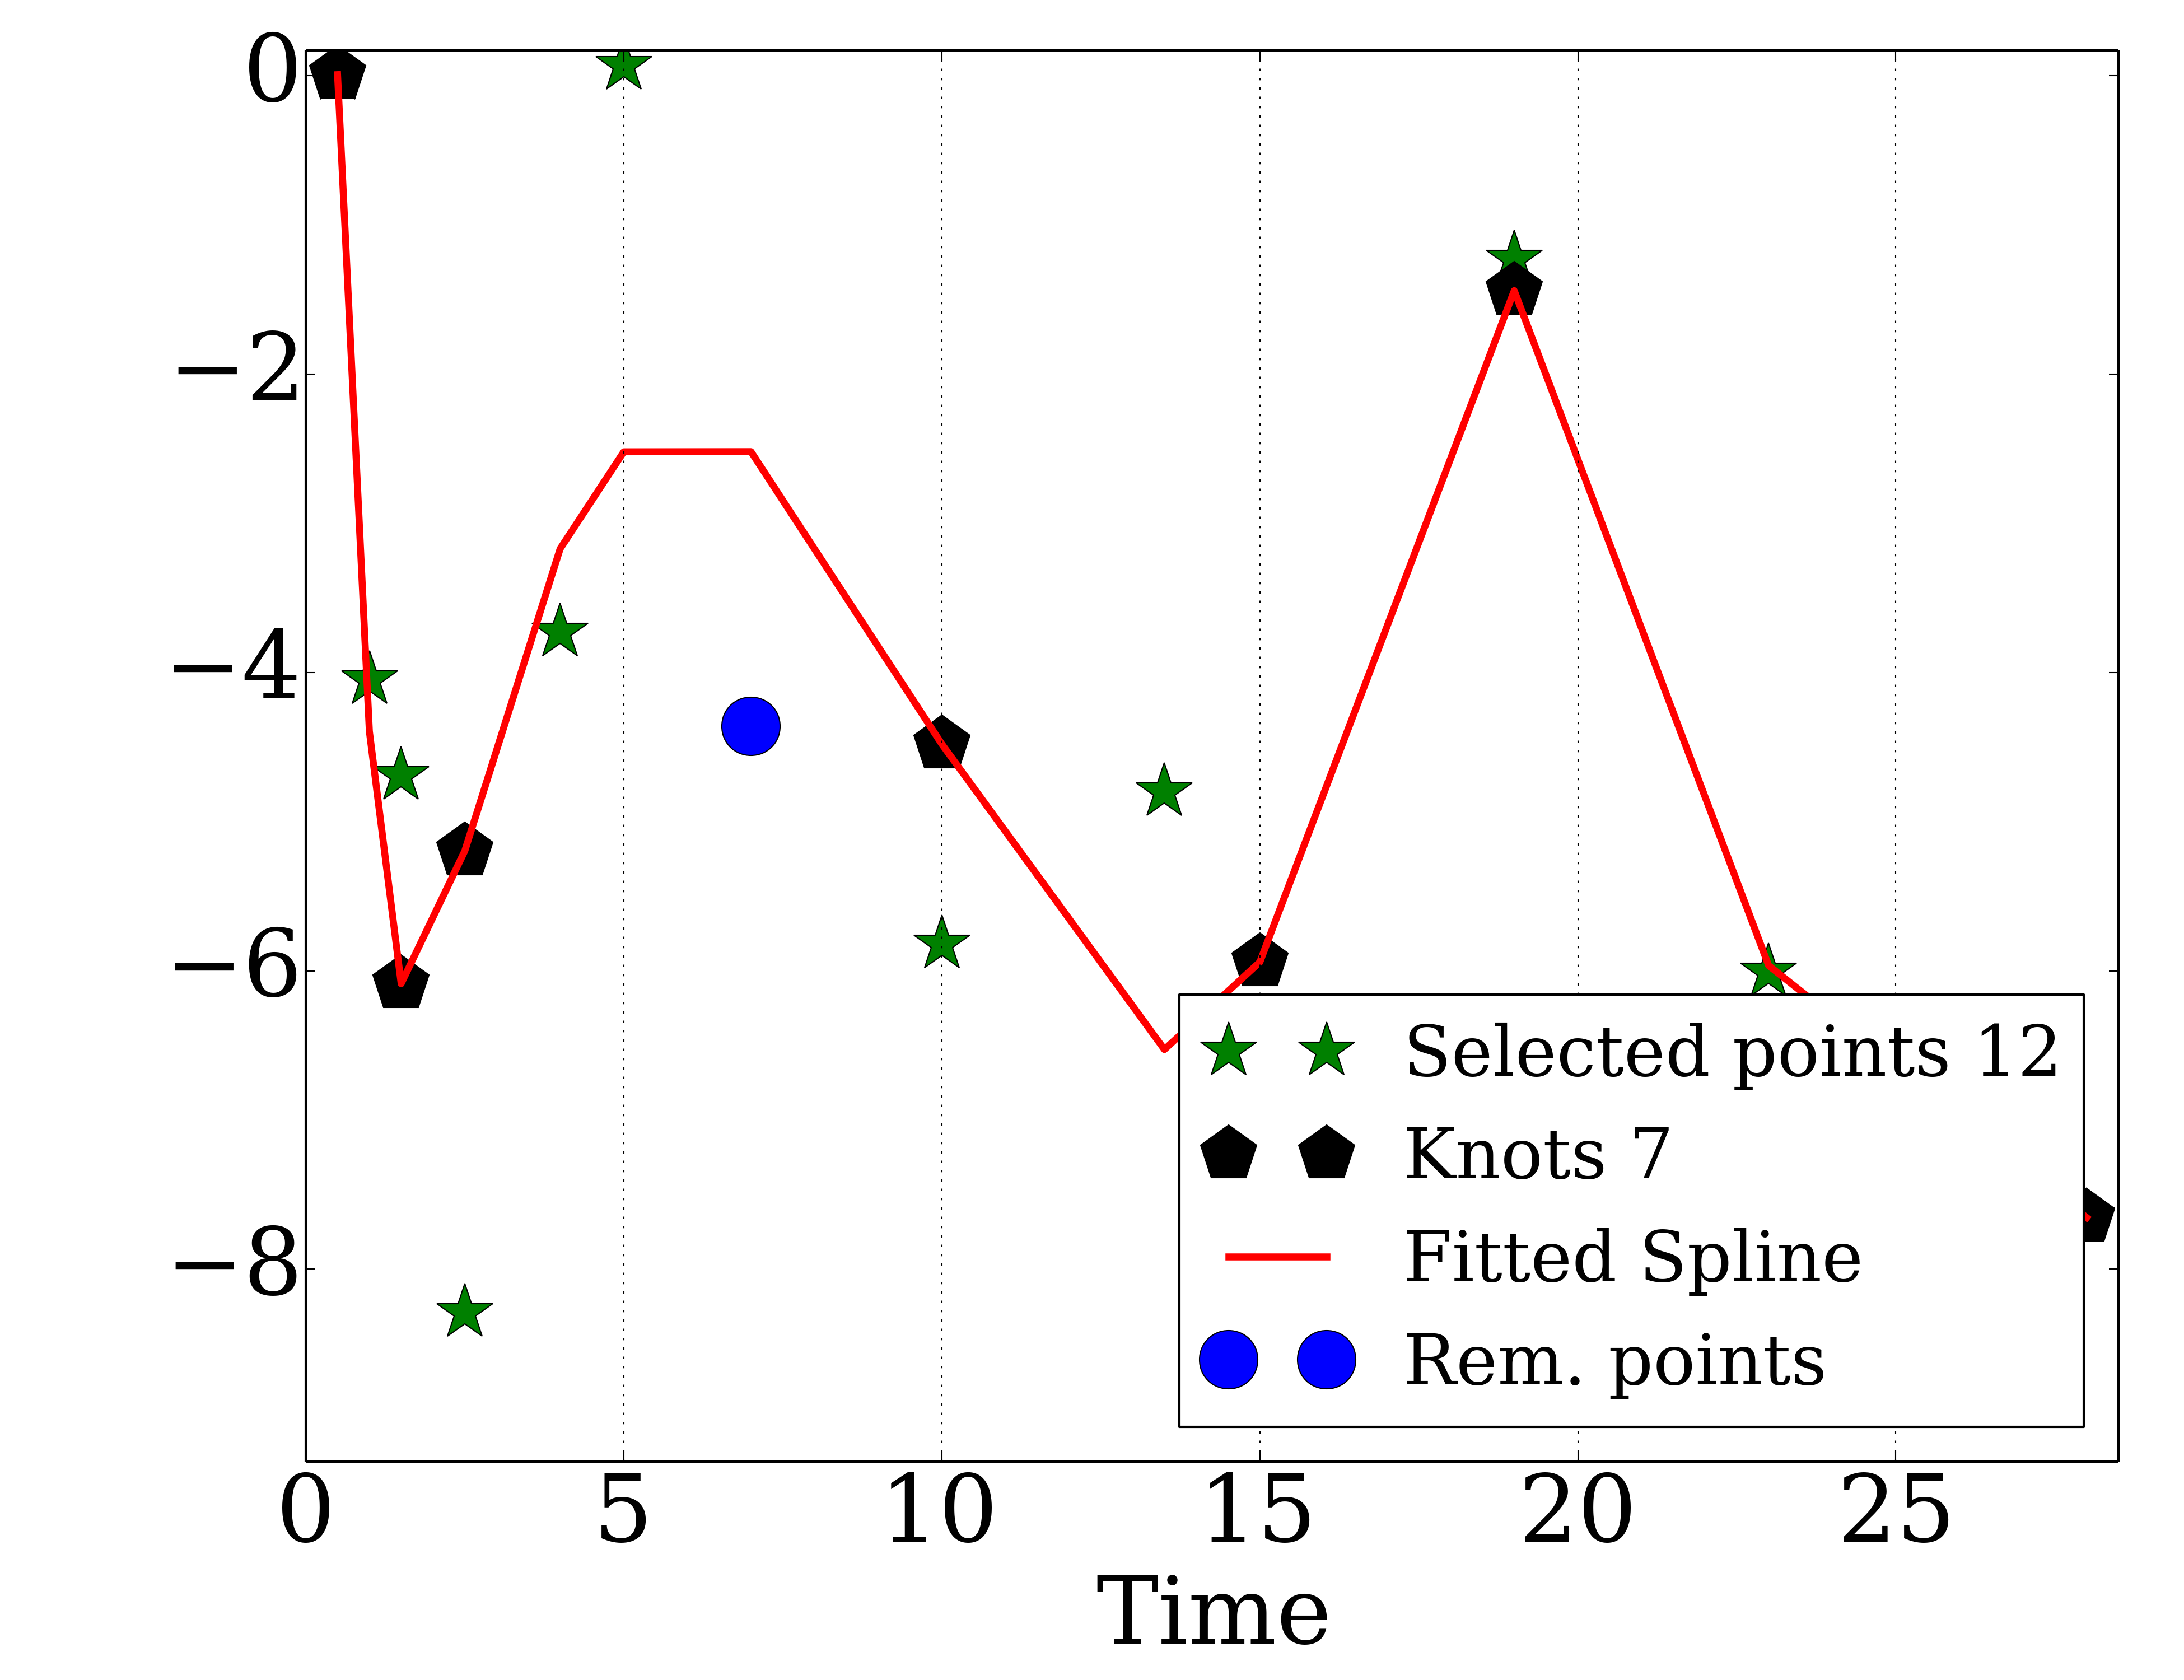 0
−2
−4
−6
−8
Selected points 12
Knots 7
Fitted Spline
Rem. points
0 5 10 15 20 25
Time